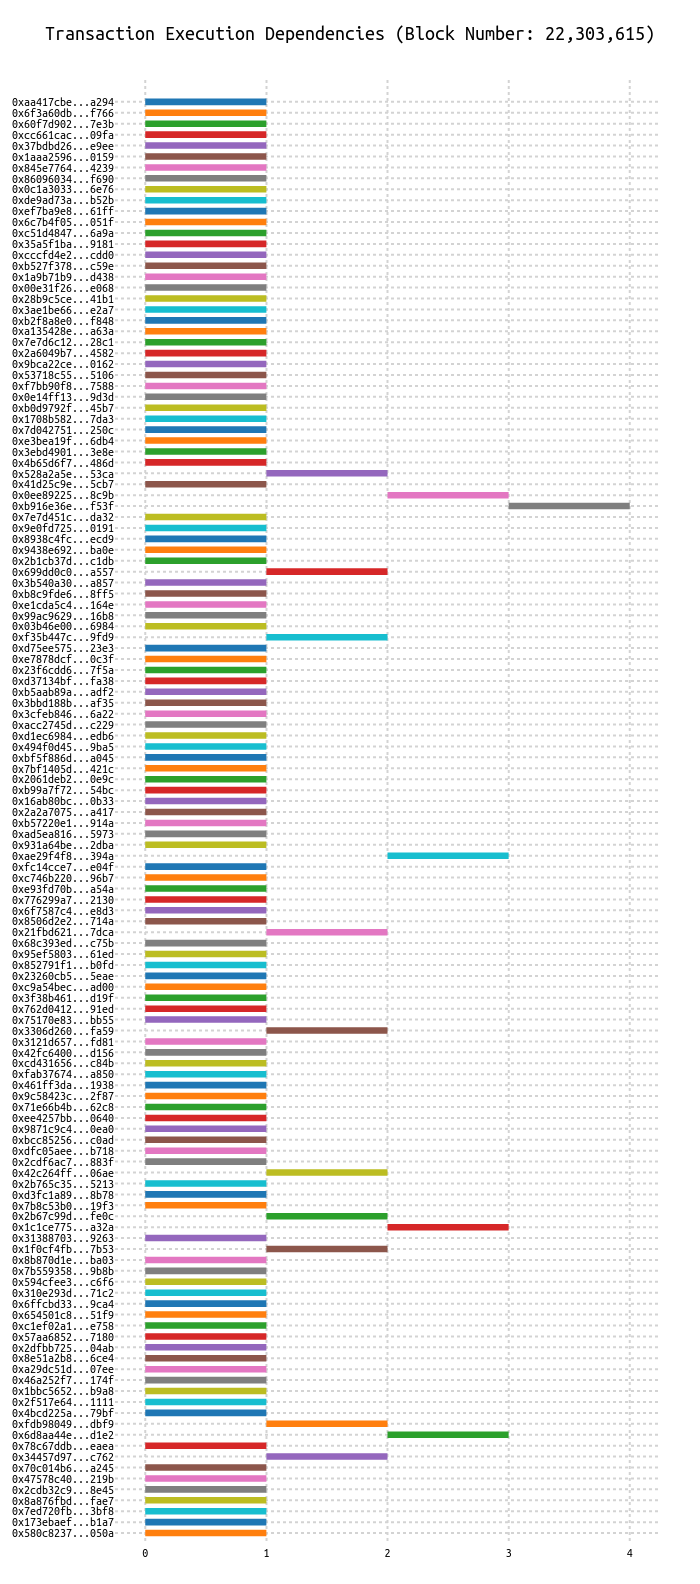 Transaction Execution Dependencies (Block Number: 22,303,615)
0xaa417cbe...a294
0x6f3a60db...f766
0x60f7d902...7e3b
0xcc661cac...09fa
0x37bdbd26...e9ee
0x1aaa2596...0159
0x845e7764...4239
0x86096034...f690
0x0c1a3033...6e76
0xde9ad73a...b52b
0xef7ba9e8...61ff
0x6c7b4f05...051f
0xc51d4847...6a9a
0x35a5f1ba...9181
0xcccfd4e2...cdd0
0xb527f378...c59e
0x1a9b71b9...d438
0x00e31f26...e068
0x28b9c5ce...41b1
0x3ae1be66...e2a7
0xb2f8a8e0...f848
0xa135428e...a63a
0x7e7d6c12...28c1
0x2a6049b7...4582
0x9bca22ce...0162
0x53718c55...5106
0xf7bb90f8...7588
0x0e14ff13...9d3d
0xb0d9792f...45b7
0x1708b582...7da3
0x7d042751...250c
0xe3bea19f...6db4
0x3ebd4901...3e8e
0x4b65d6f7...486d
0x528a2a5e...53ca
0x41d25c9e...5cb7
0x0ee89225...8c9b
0xb916e36e...f53f
0x7e7d451c...da32
0x9e0fd725...0191
0x8938c4fc...ecd9
0x9438e692...ba0e
0x2b1cb37d...c1db
0x699dd0c0...a557
0x3b540a30...a857
0xb8c9fde6...8ff5
0xe1cda5c4...164e
0x99ac9629...16b8
0x03b46e00...6984
0xf35b447c...9fd9
0xd75ee575...23e3
0xe7878dcf...0c3f
0x23f6cdd6...7f5a
0xd37134bf...fa38
0xb5aab89a...adf2
0x3bbd188b...af35
0x3cfeb846...6a22
0xacc2745d...c229
0xd1ec6984...edb6
0x494f0d45...9ba5
0xbf5f886d...a045
0x7bf1405d...421c
0x2061deb2...0e9c
0xb99a7f72...54bc
0x16ab80bc...0b33
0x2a2a7075...a417
0xb57220e1...914a
0xad5ea816...5973
0x931a64be...2dba
0xae29f4f8...394a
0xfc14cce7...e04f
0xc746b220...96b7
0xe93fd70b...a54a
0x776299a7...2130
0x6f7587c4...e8d3
0x8506d2e2...714a
0x21fbd621...7dca
0x68c393ed...c75b
0x95ef5803...61ed
0x852791f1...b0fd
0x23260cb5...5eae
0xc9a54bec...ad00
0x3f38b461...d19f
0x762d0412...91ed
0x75170e83...bb55
0x3306d260...fa59
0x3121d657...fd81
0x42fc6400...d156
0xcd431656...c84b
0xfab37674...a850
0x461ff3da...1938
0x9c58423c...2f87
0x71e66b4b...62c8
0xee4257bb...0640
0x9871c9c4...0ea0
0xbcc85256...c0ad
0xdfc05aee...b718
0x2cdf6ac7...883f
0x42c264ff...06ae
0x2b765c35...5213
0xd3fc1a89...8b78
0x7b8c53b0...19f3
0x2b67c99d...fe0c
0x1c1ce775...a32a
0x31388703...9263
0x1f0cf4fb...7b53
0x8b870d1e...ba03
0x7b559358...9b8b
0x594cfee3...c6f6
0x310e293d...71c2
0x6ffcbd33...9ca4
0x654501c8...51f9
0xc1ef02a1...e758
0x57aa6852...7180
0x2dfbb725...04ab
0x8e51a2b8...6ce4
0xa29dc51d...07ee
0x46a252f7...174f
0x1bbc5652...b9a8
0x2f517e64...1111
0x4bcd225a...79bf
0xfdb98049...dbf9
0x6d8aa44e...d1e2
0x78c67ddb...eaea
0x34457d97...c762
0x70c014b6...a245
0x47578c40...219b
0x2cdb32c9...8e45
0x8a876fbd...fae7
0x7ed720fb...3bf8
0x173ebaef...b1a7
0x580c8237...050a
0 1 2 3 4